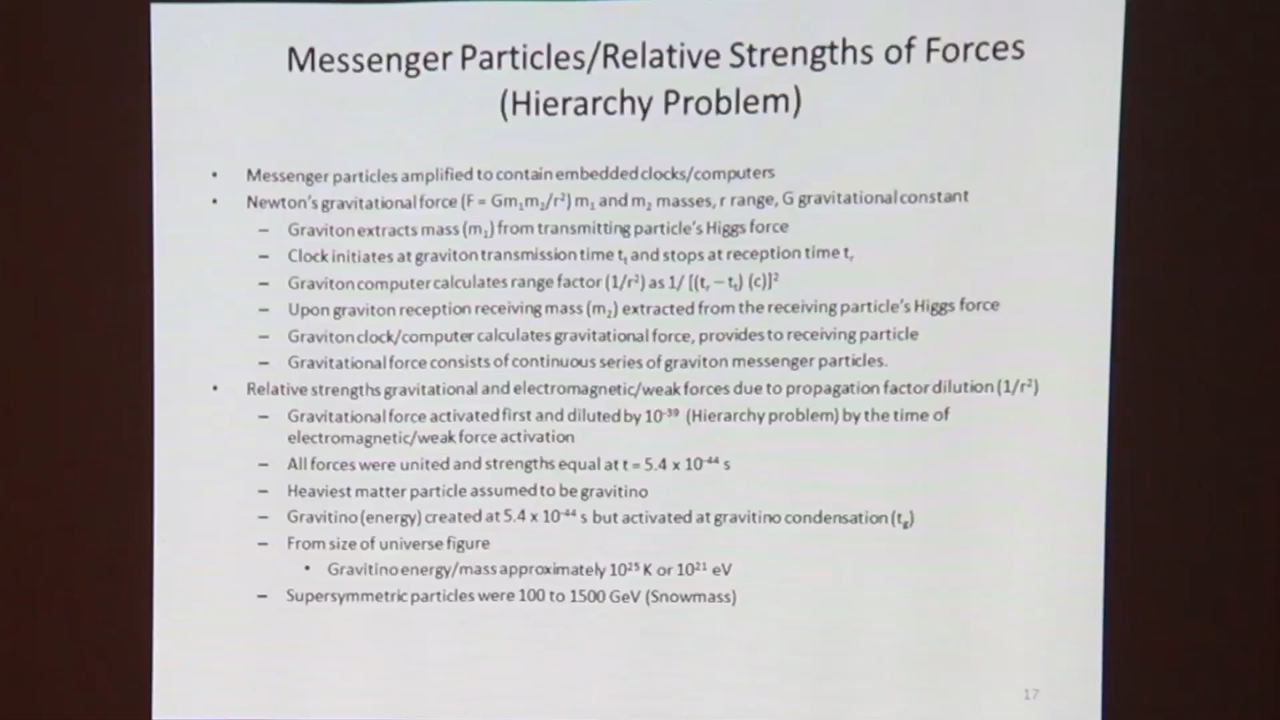 Messenger Particles/Relative Strengths of Forces
(Hierarchy Problem)
• Messenger particles amplified to contain embedded clocks/computers
• Newton's gravitational force (F = Gm₁m₂/r²) m₁ and m₂ masses, r range, G gravitational constant
– Graviton extracts mass (m₁) from transmitting particle's Higgs force
– Clock initiates at graviton transmission time tₜ and stops at reception time tᵣ
– Graviton computer calculates range factor (1/r²) as 1/ [(tᵣ – tₜ) (c)]²
– Upon graviton reception receiving mass (m₂) extracted from the receiving particle's Higgs force
– Graviton clock/computer calculates gravitational force, provides to receiving particle
– Gravitational force consists of continuous series of graviton messenger particles.
• Relative strengths gravitational and electromagnetic/weak forces due to propagation factor dilution (1/r²)
– Gravitational force activated first and diluted by 10⁻³⁹ (Hierarchy problem) by the time of
electromagnetic/weak force activation
– All forces were united and strengths equal at t = 5.4 x 10⁻⁴⁴ s
– Heaviest matter particle assumed to be gravitino
– Gravitino (energy) created at 5.4 x 10⁻⁴⁴ s but activated at gravitino condensation (t_g)
– From size of universe figure
• Gravitino energy/mass approximately 10²⁵ K or 10²¹ eV
– Supersymmetric particles were 100 to 1500 GeV (Snowmass)
17